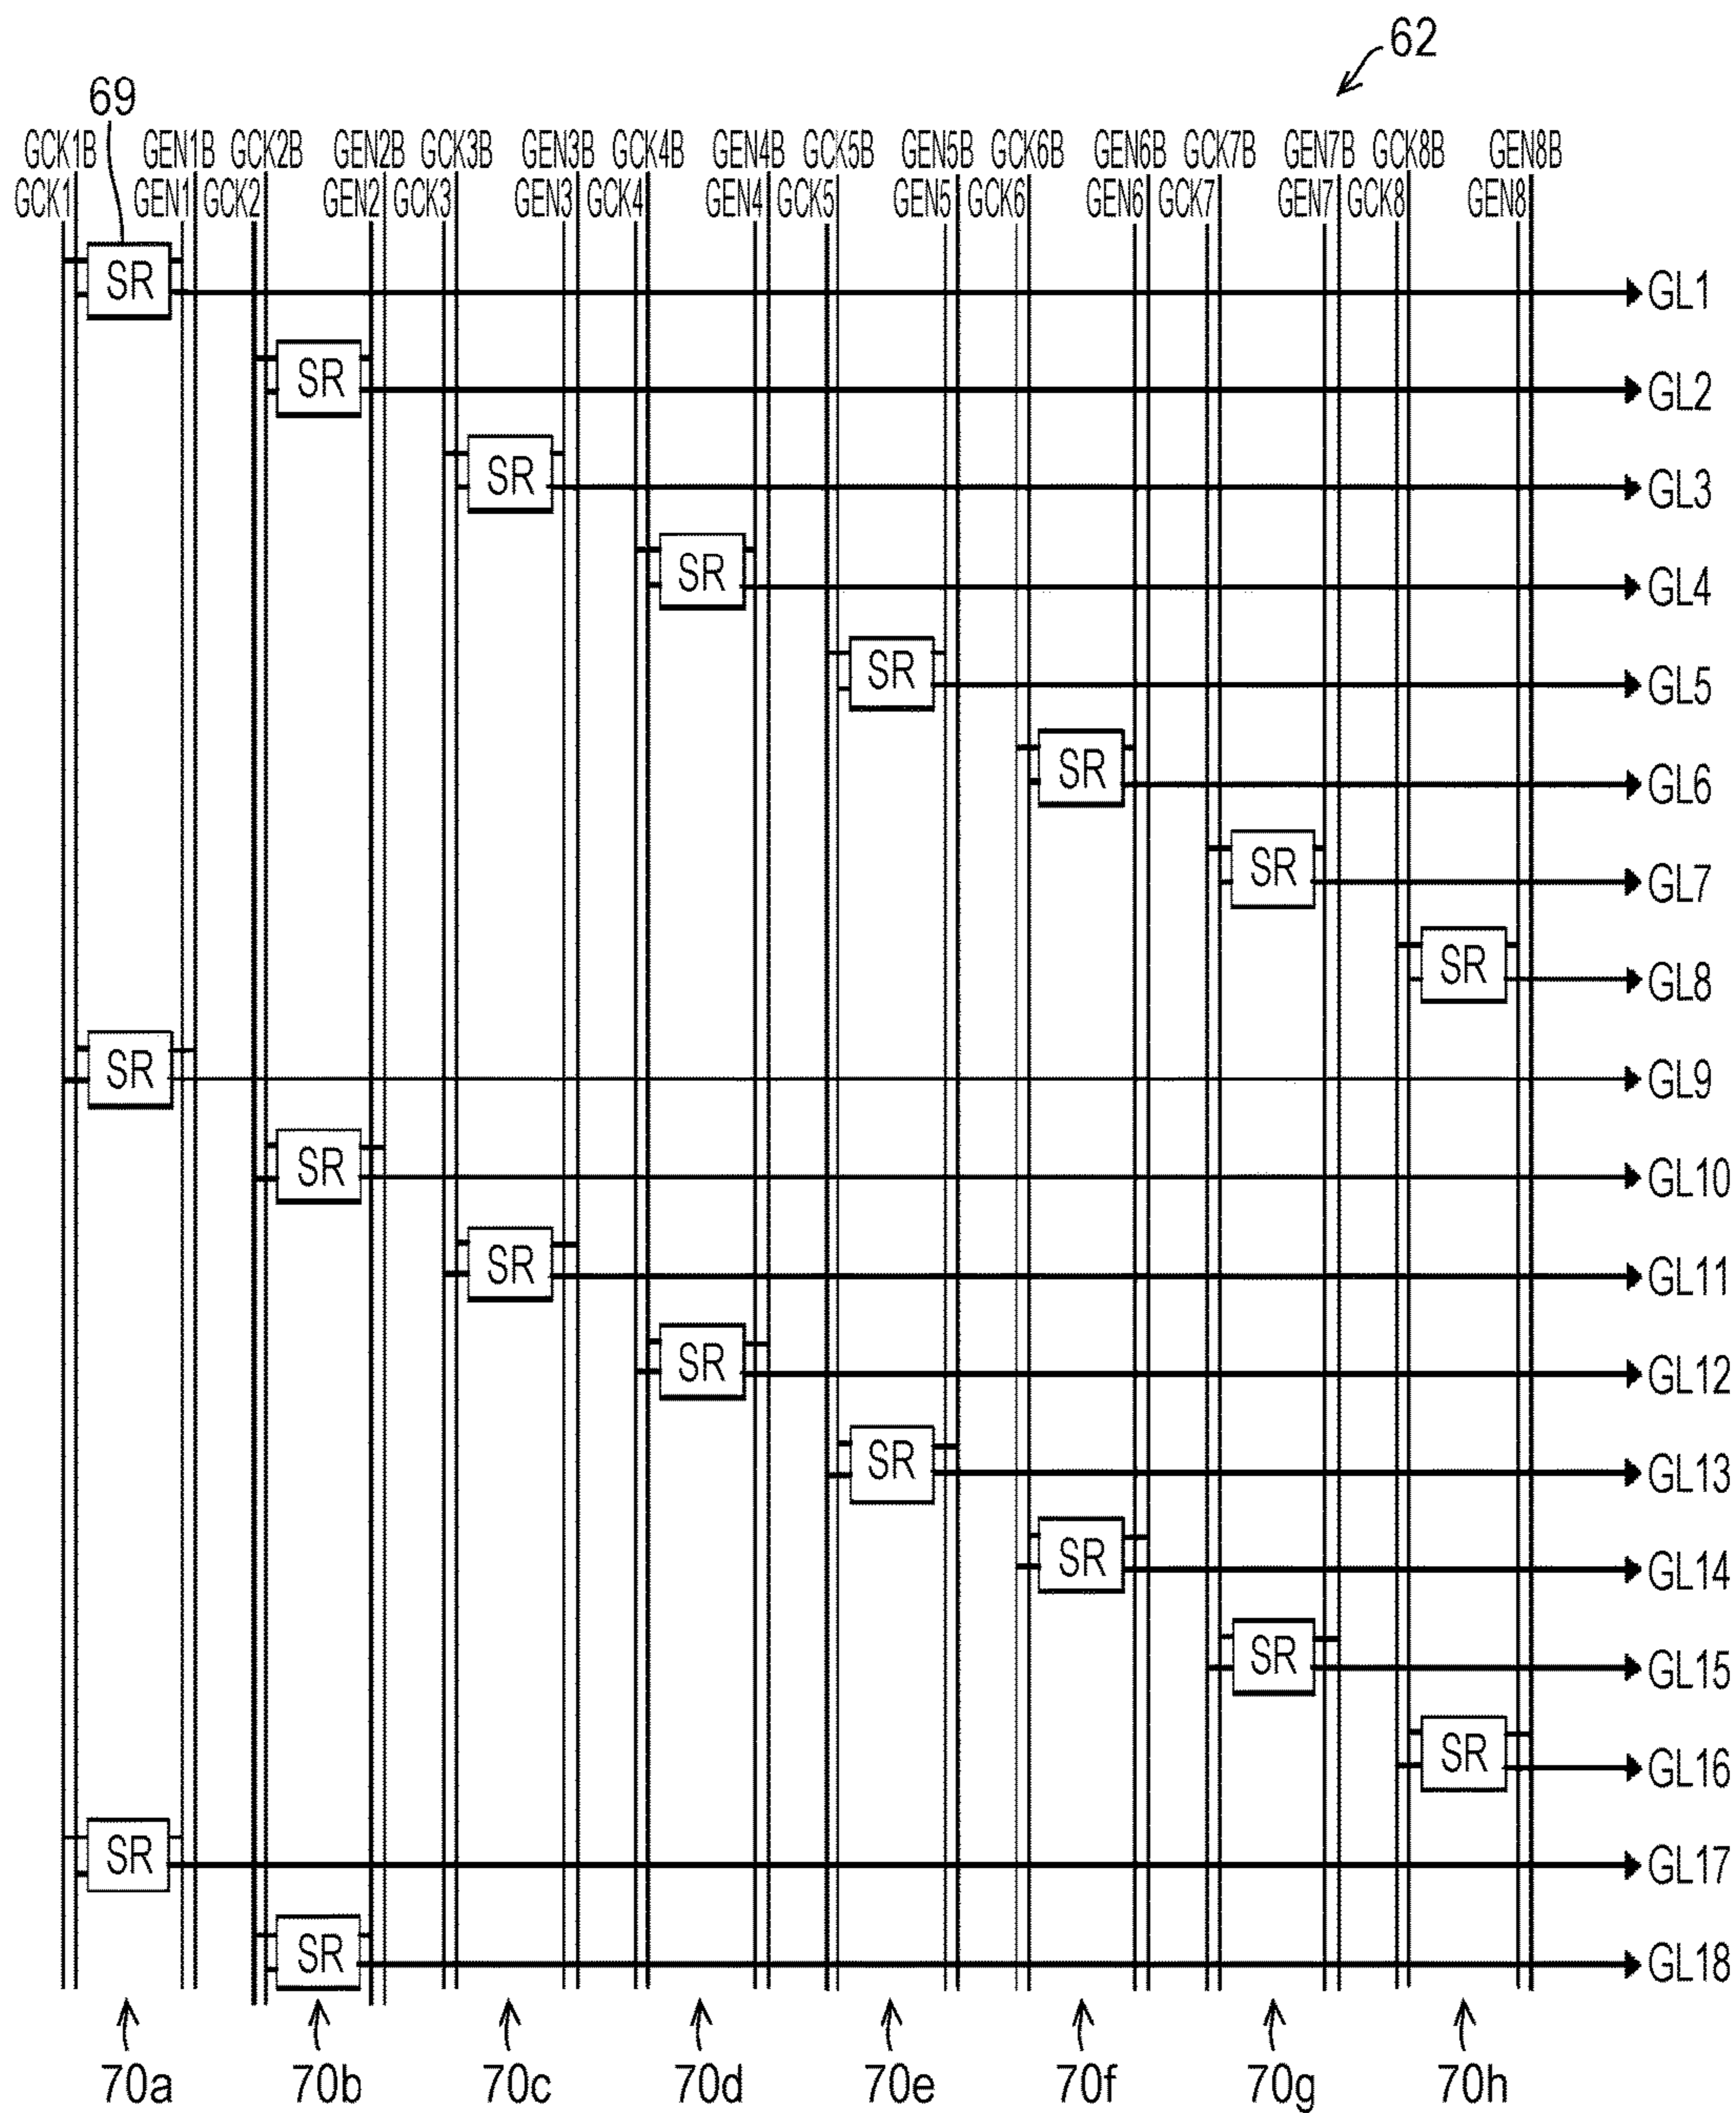 62
69
GCK1B GEN1B GCK2B GEN2B GCK3B GEN3B GCK4B GEN4B GCK5B GEN5B GCK6B GEN6B GCK7B GEN7B GCK8B GEN8B
GCK1 GEN1 GCK2 GEN2 GCK3 GEN3 GCK4 GEN4 GCK5 GEN5 GCK6 GEN6 GCK7 GEN7 GCK8 GEN8
SR GL1
SR GL2
SR GL3
SR GL4
SR GL5
SR GL6
SR GL7
SR GL8
SR GL9
SR GL10
SR GL11
SR GL12
SR GL13
SR GL14
SR GL15
SR GL16
SR GL17
SR GL18
70a 70b 70c 70d 70e 70f 70g 70h